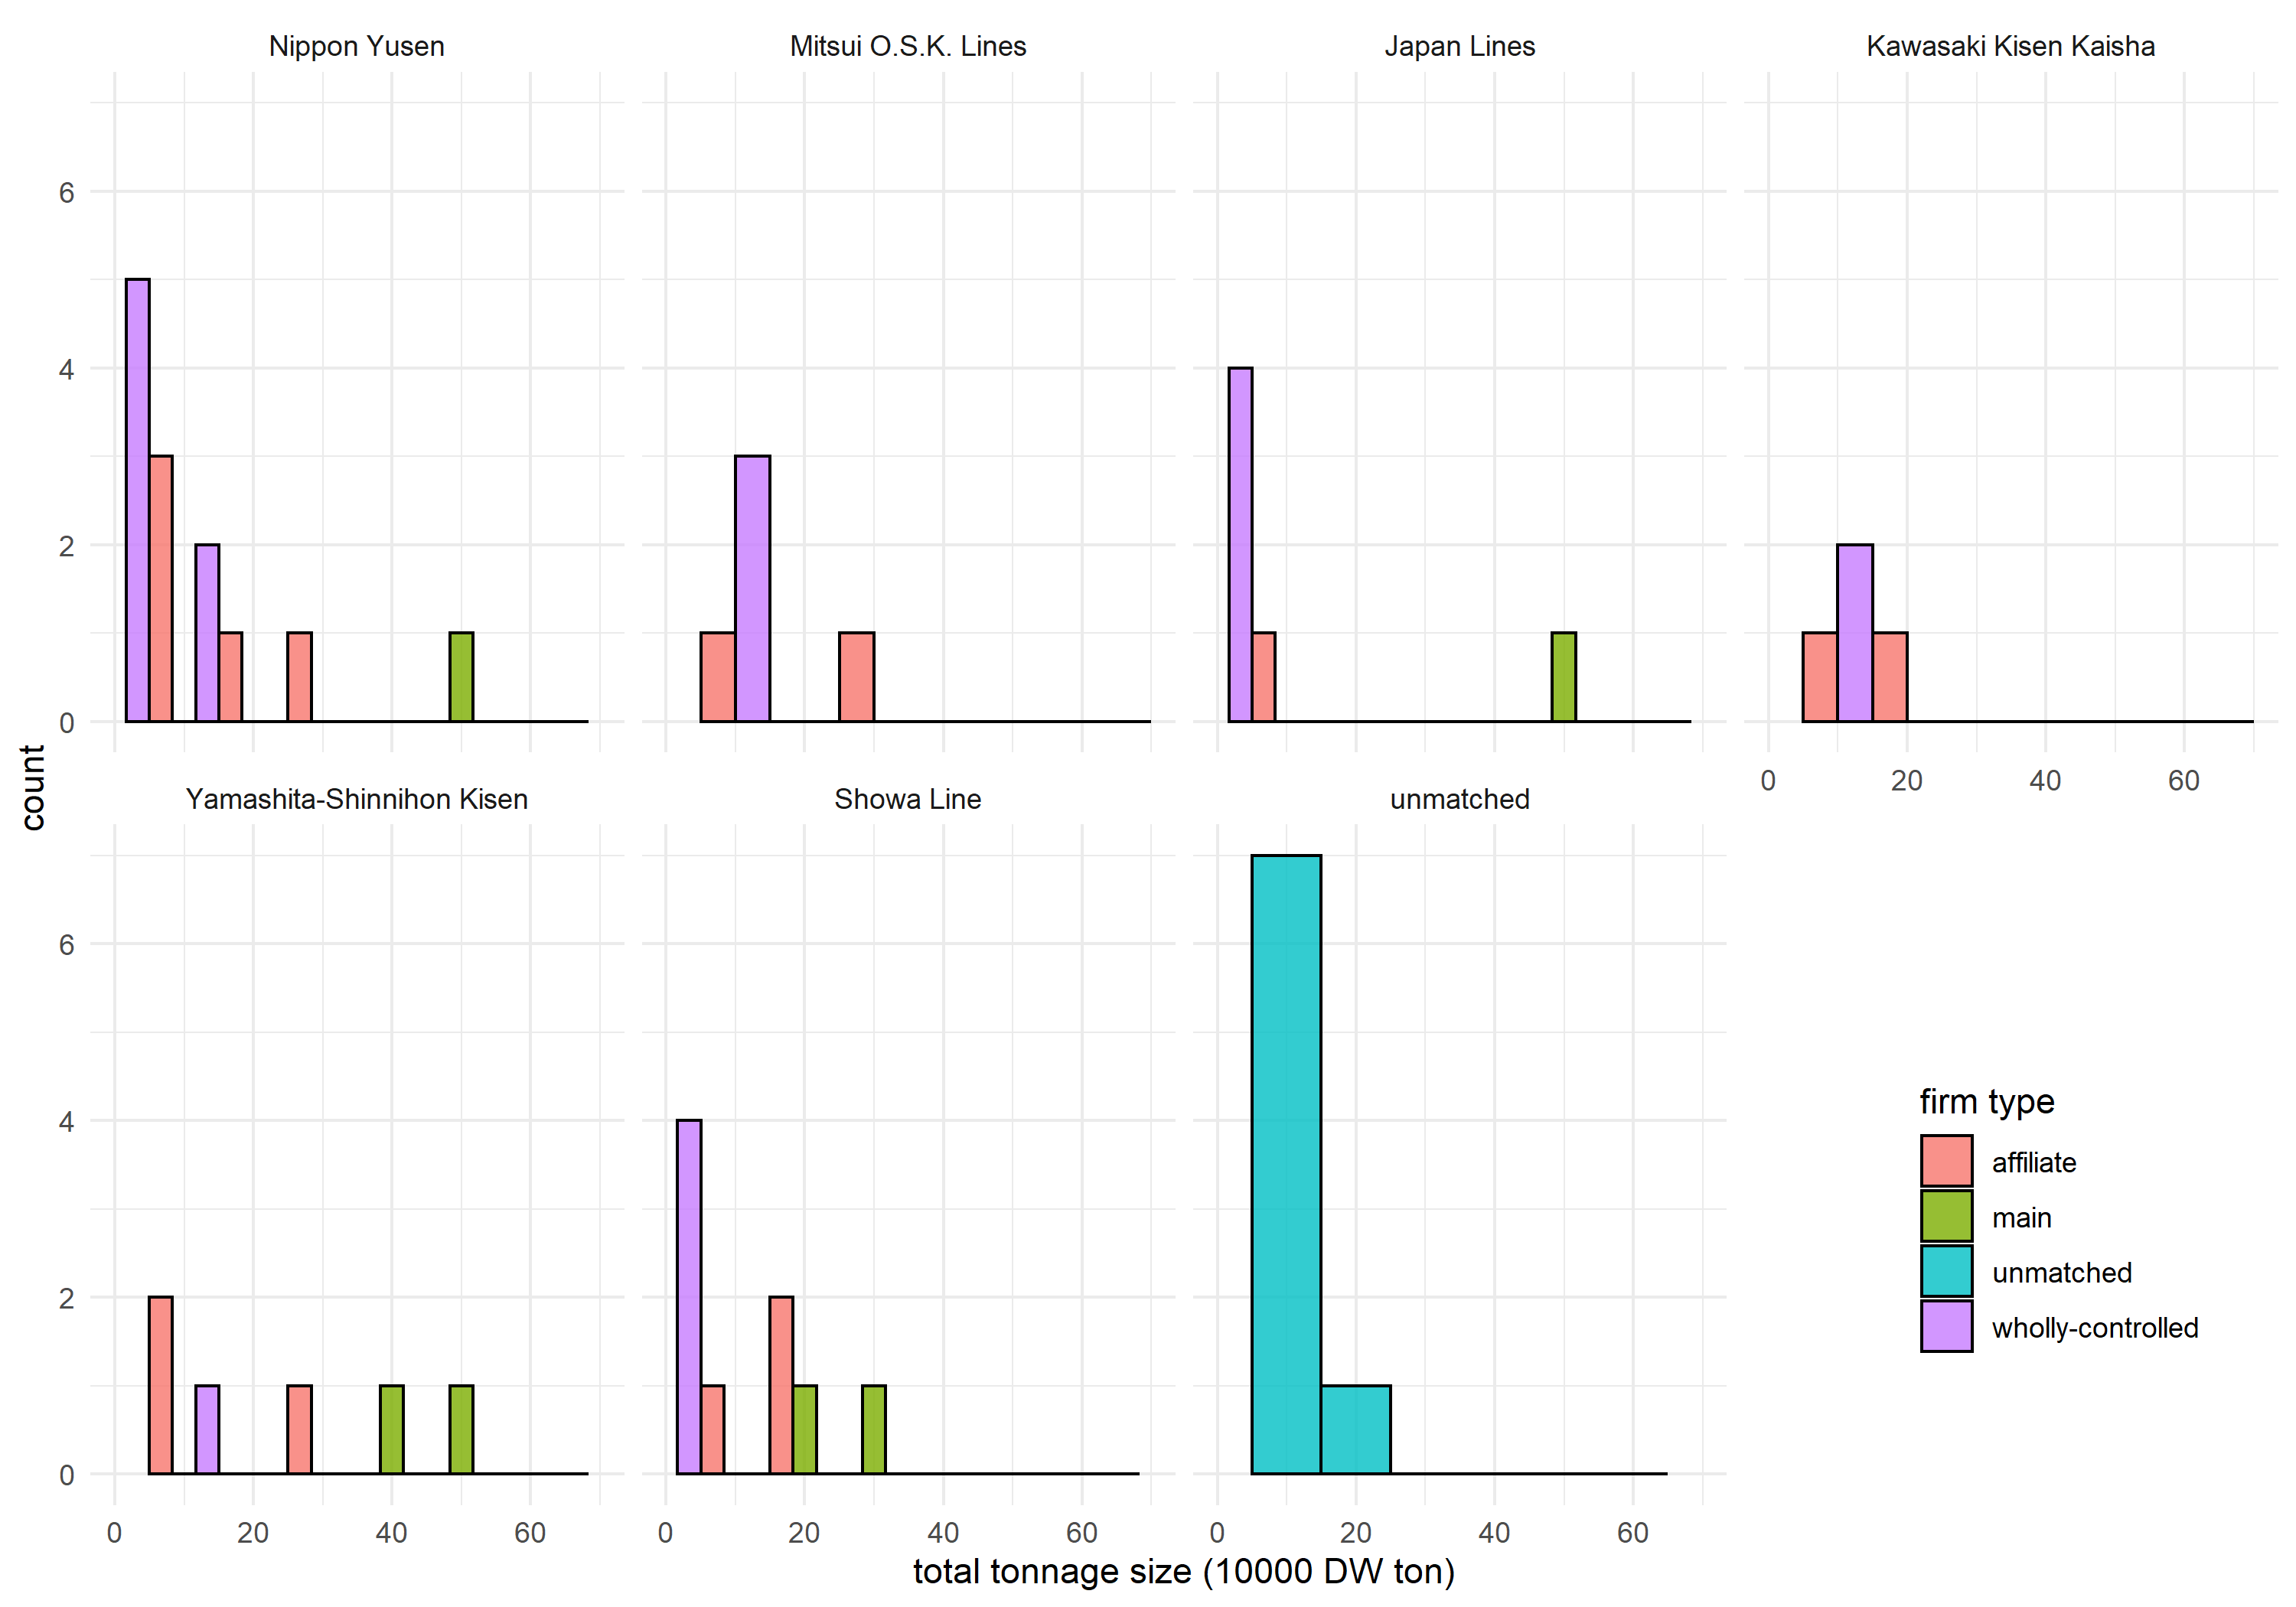 Nippon Yusen
Mitsui O.S.K. Lines
Japan Lines
Kawasaki Kisen Kaisha
6
4
2
0
0 20 40 60
count
Yamashita-Shinnihon Kisen
Showa Line
unmatched
6
4
2
0
0 20 40 60
0 20 40 60
0 20 40 60
total tonnage size (10000 DW ton)
firm type
affiliate
main
unmatched
wholly-controlled